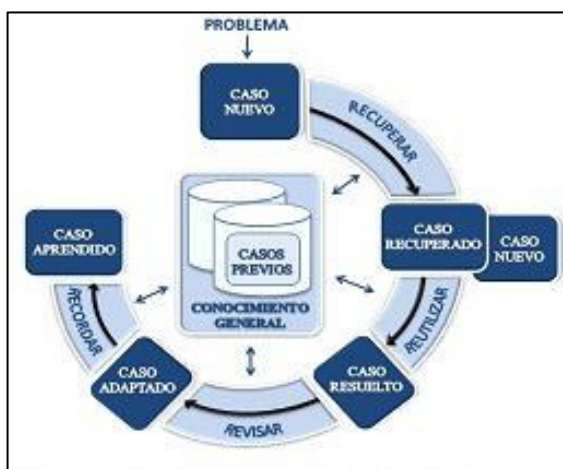 PROBLEMA
CASO
NUEVO
RECUPERAR
CASO
RECUPERADO
CASO
NUEVO
REUTILIZAR
CASO
RESUELTO
REVISAR
CASO
ADAPTADO
RECORDAR
CASO
APRENDIDO
CASOS
PREVIOS
CONOCIMIENTO
GENERAL